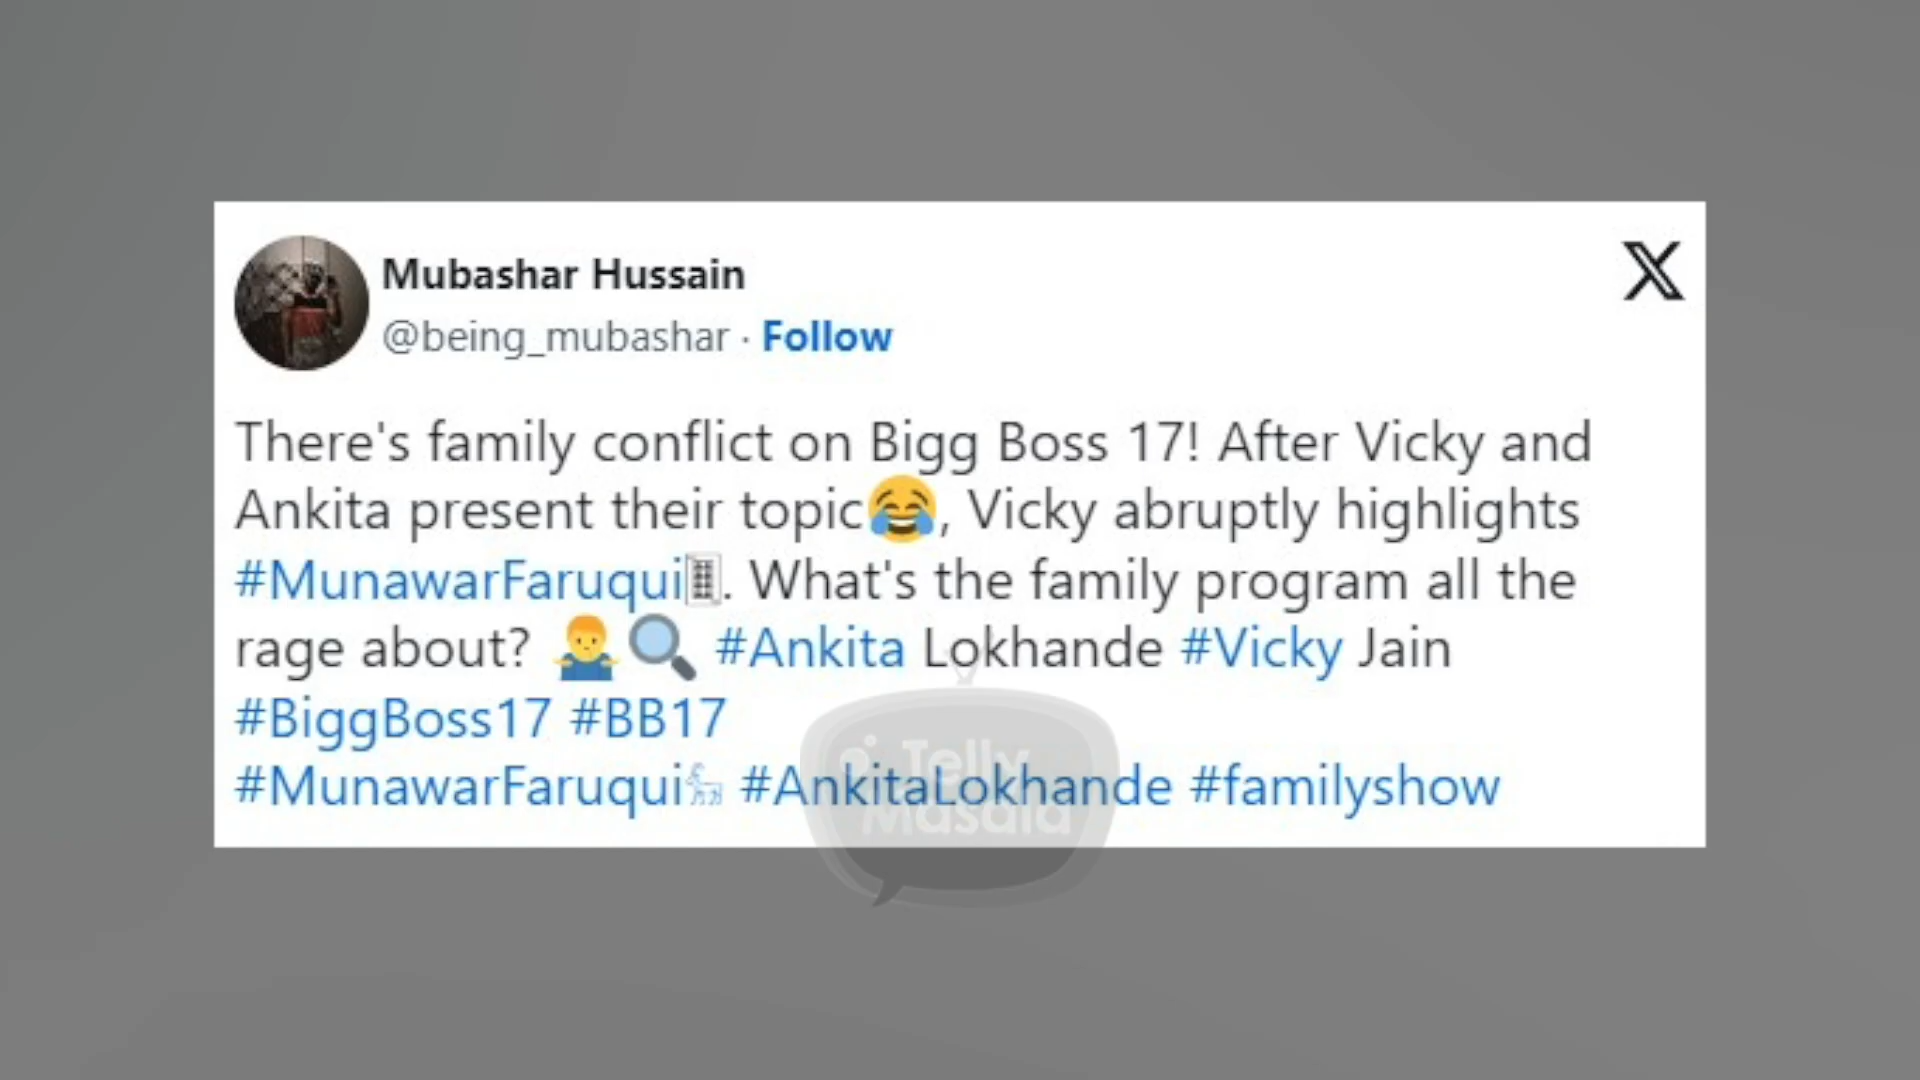 Mubashar Hussain
@being_mubashar · Follow
There's family conflict on Bigg Boss 17! After Vicky and
Ankita present their topic😂, Vicky abruptly highlights
#MunawarFaruqui. What's the family program all the
rage about? 🤷‍♂️🔍 #Ankita Lokhande #Vicky Jain
#BiggBoss17 #BB17
#MunawarFaruqui #AnkitaLokhande #familyshow
Telly
Masala